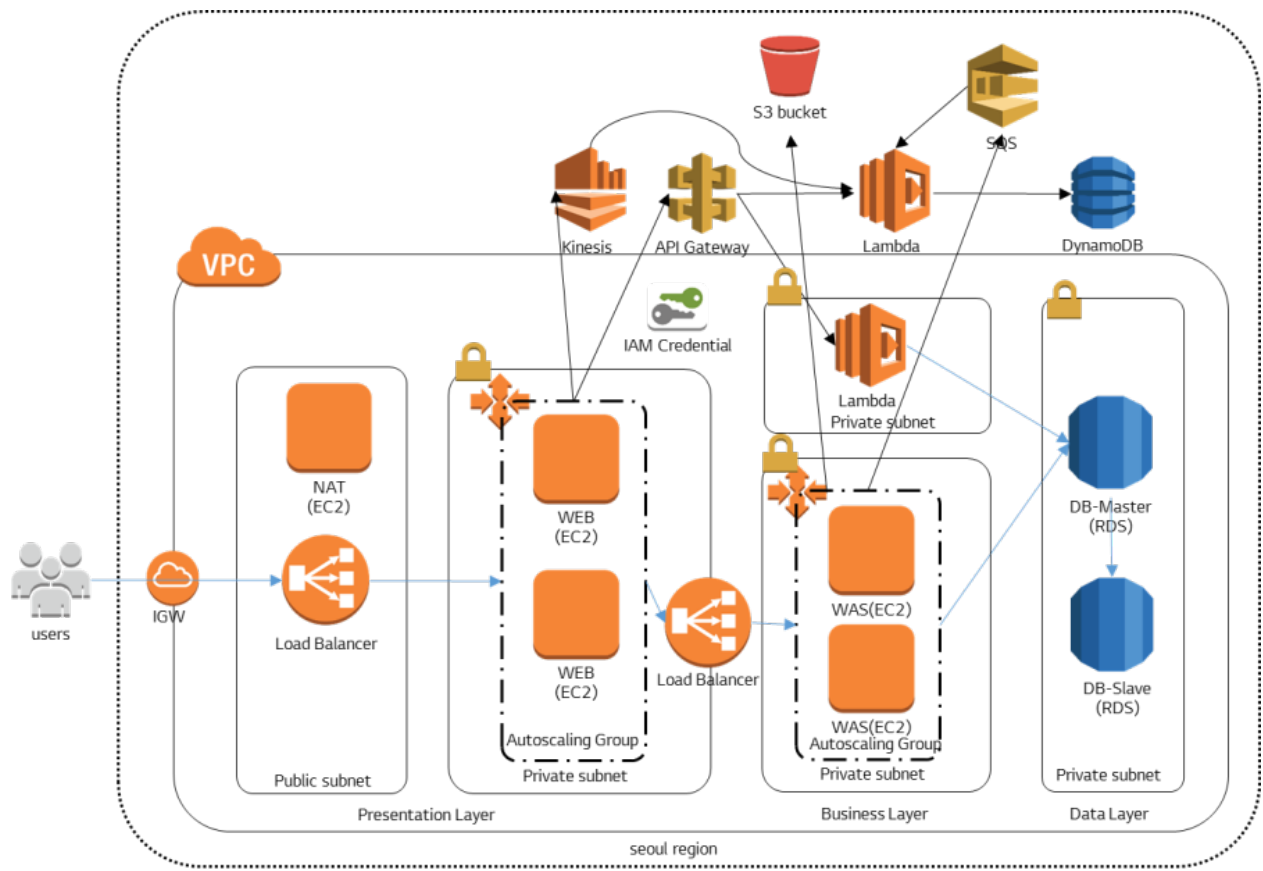 S3 bucket
SQS
Kinesis
API Gateway
Lambda
DynamoDB
VPC
IAM Credential
Lambda
Private subnet
NAT
(EC2)
WEB
(EC2)
DB-Master
(RDS)
users
IGW
Load Balancer
WEB
(EC2)
Load Balancer
WAS(EC2)
WAS(EC2)
DB-Slave
(RDS)
Autoscaling Group
Autoscaling Group
Public subnet
Private subnet
Private subnet
Private subnet
Presentation Layer
Business Layer
Data Layer
seoul region